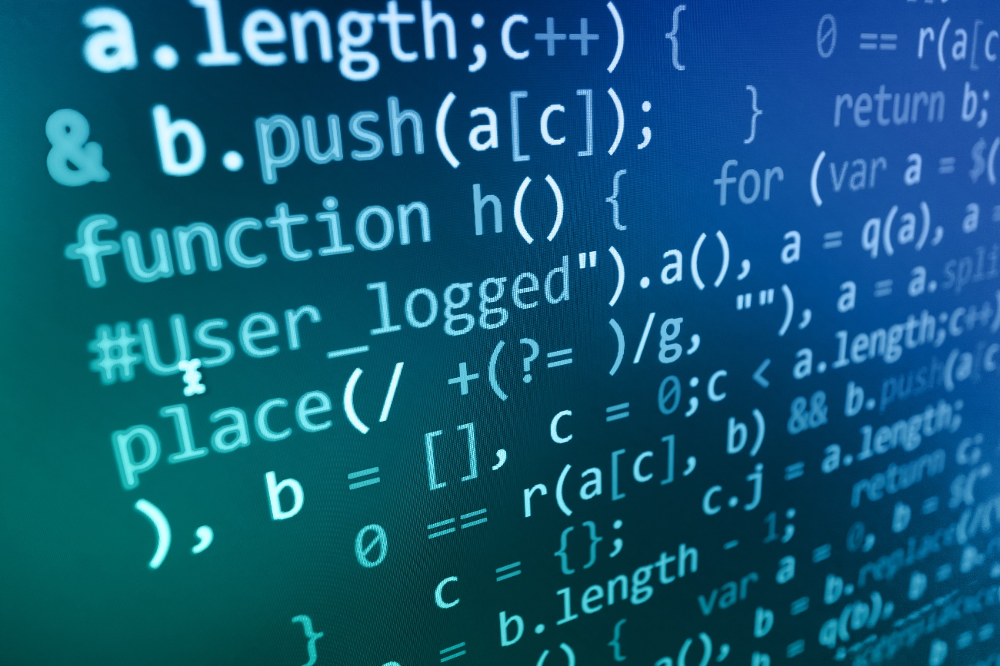 a.length;c++) {    0 == r(a[c
& b.push(a[c]);    }    return b;
function h() {    for (var a = $(
#User_logged").a(), a = q(a), a =
place(/ +(?= )/g, ""), a = a.spli
), b = [], c = 0;c < a.length;c++)
0 == r(a[c], b) && b.push(a[c
c = {};    c.j = a.length;
}    = b.length - 1;    return c;
{    var a = 0, b = $("
a(), b = b.replace(/(
= q(b), b = b.
b ==